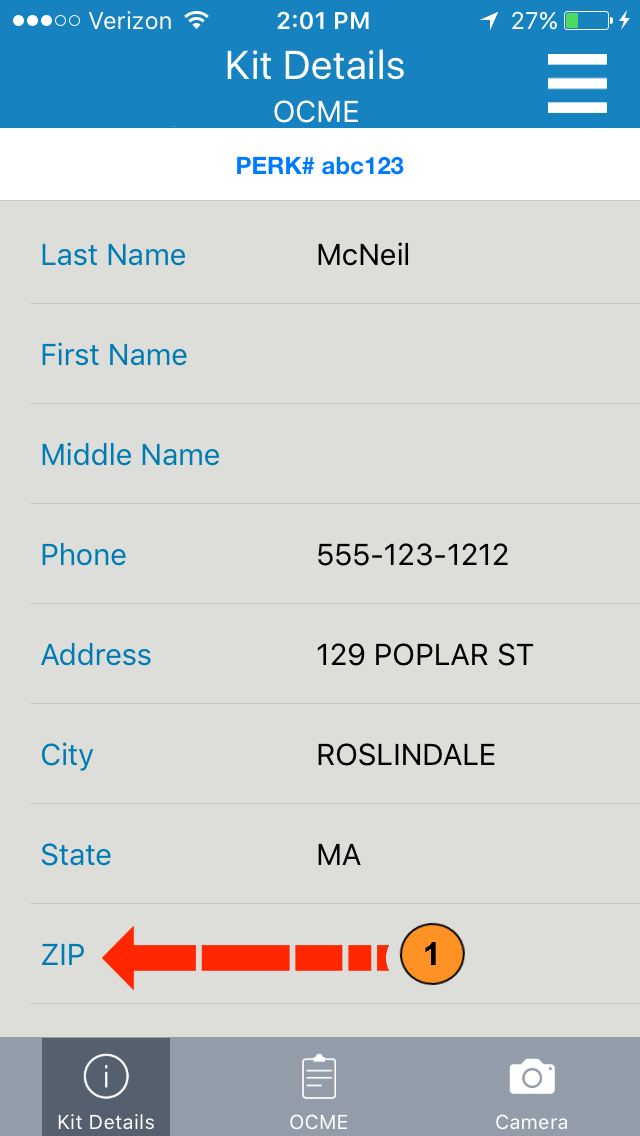 Verizon 2:01 PM 27%
Kit Details
OCME
PERK# abc123
Last Name McNeil
First Name
Middle Name
Phone 555-123-1212
Address 129 POPLAR ST
City ROSLINDALE
State MA
ZIP 1
Kit Details OCME Camera